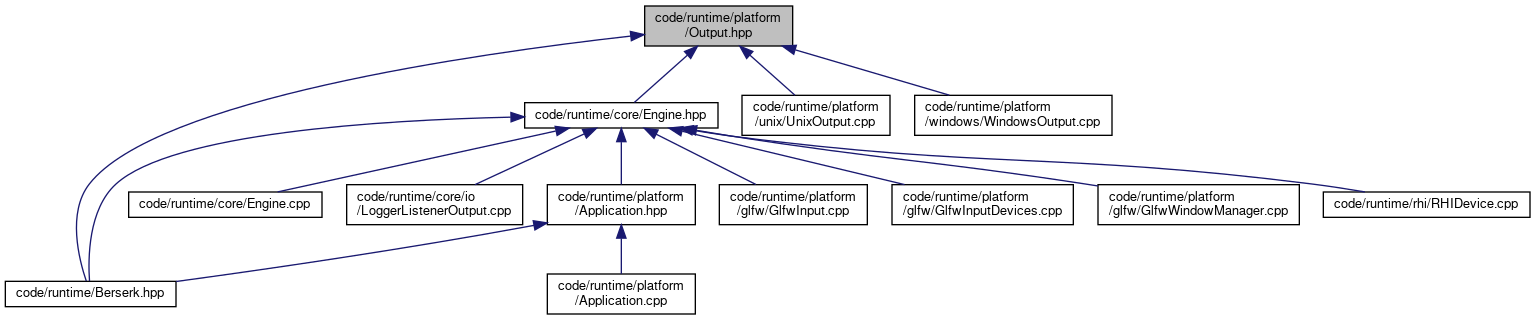 code/runtime/platform
/Output.hpp
code/runtime/core/Engine.hpp
code/runtime/platform
/unix/UnixOutput.cpp
code/runtime/platform
/windows/WindowsOutput.cpp
code/runtime/core/Engine.cpp
code/runtime/core/io
/LoggerListenerOutput.cpp
code/runtime/platform
/Application.hpp
code/runtime/platform
/glfw/GlfwInput.cpp
code/runtime/platform
/glfw/GlfwInputDevices.cpp
code/runtime/platform
/glfw/GlfwWindowManager.cpp
code/runtime/rhi/RHIDevice.cpp
code/runtime/Berserk.hpp
code/runtime/platform
/Application.cpp